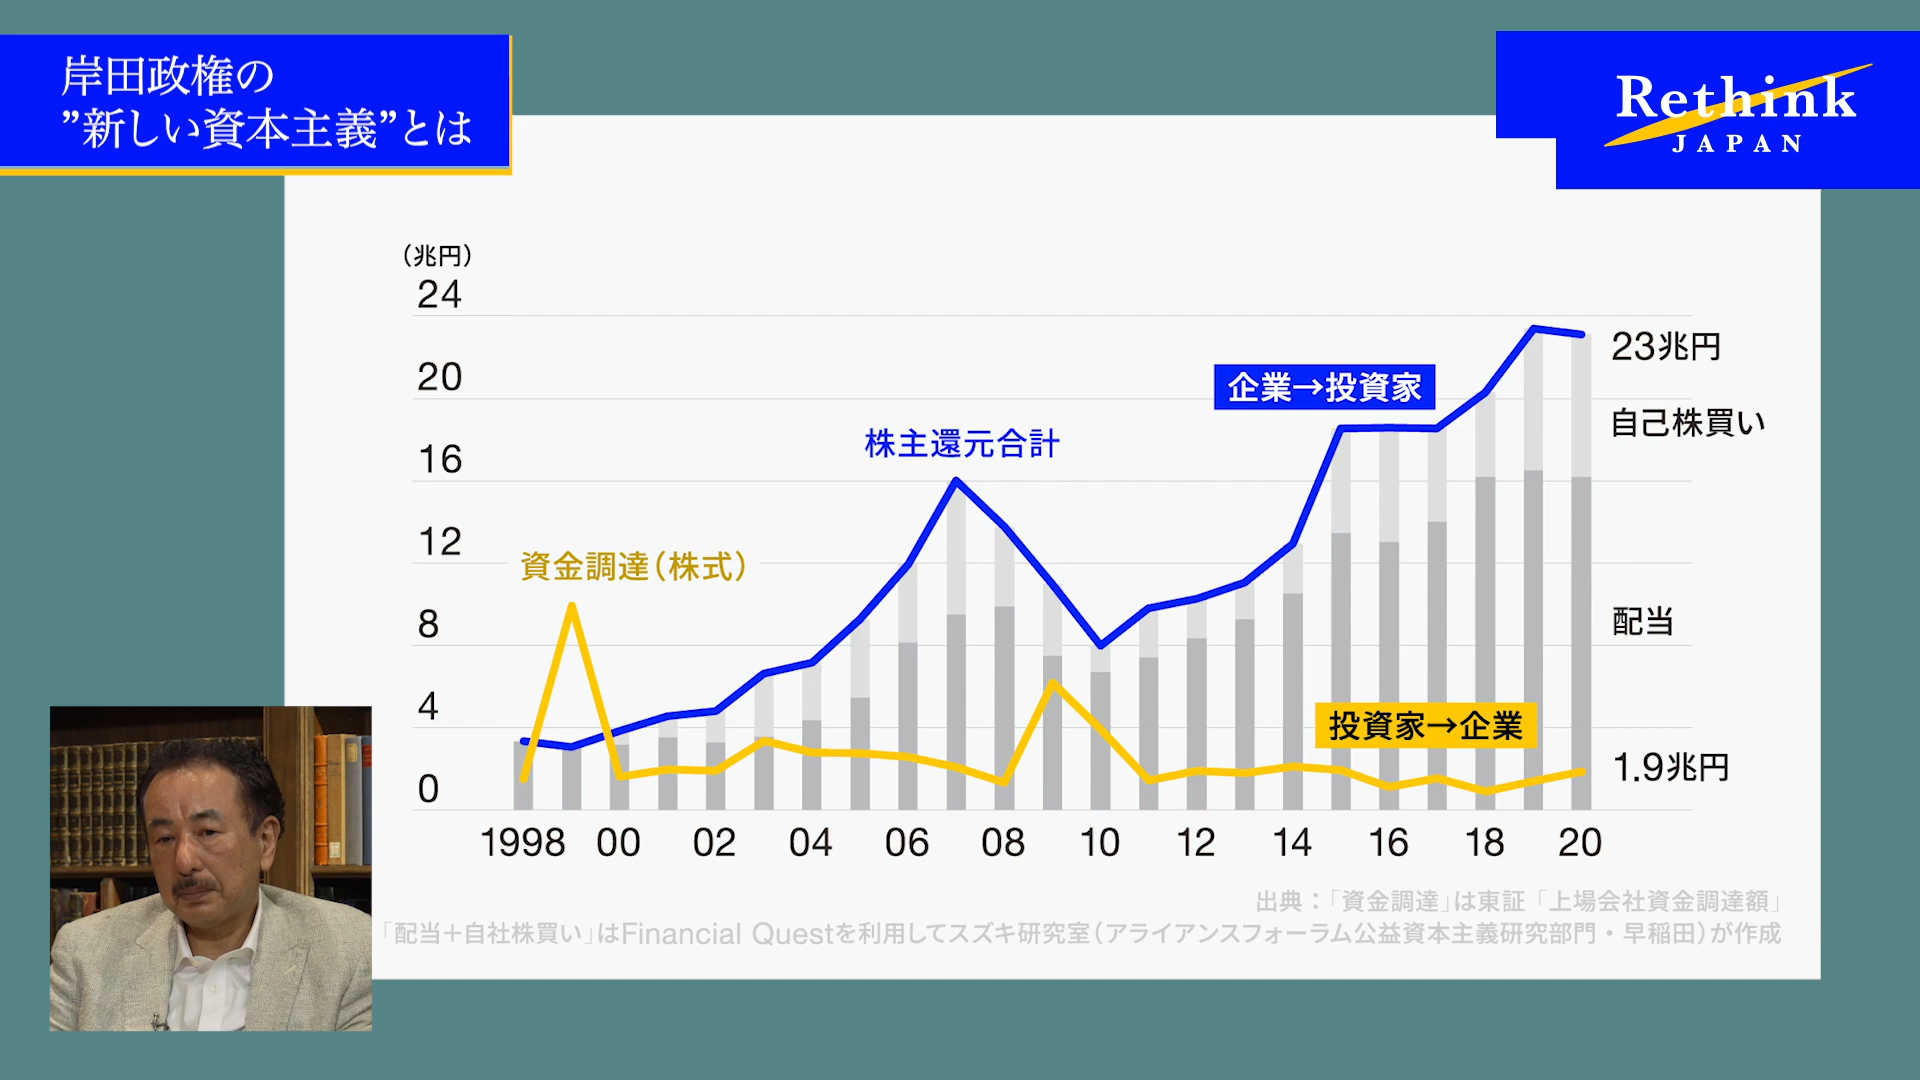 岸田政権の
”新しい資本主義”とは
Rethink
JAPAN
（兆円）
24
20
16
12
8
4
0
資金調達（株式）
株主還元合計
企業→投資家
投資家→企業
23兆円
自己株買い
配当
1.9兆円
1998 00 02 04 06 08 10 12 14 16 18 20
出典：「資金調達」は東証「上場会社資金調達額」
「配当＋自社株買い」はFinancial Questを利用してスズキ研究室（アライアンスフォーラム公益資本主義研究部門・早稲田）が作成